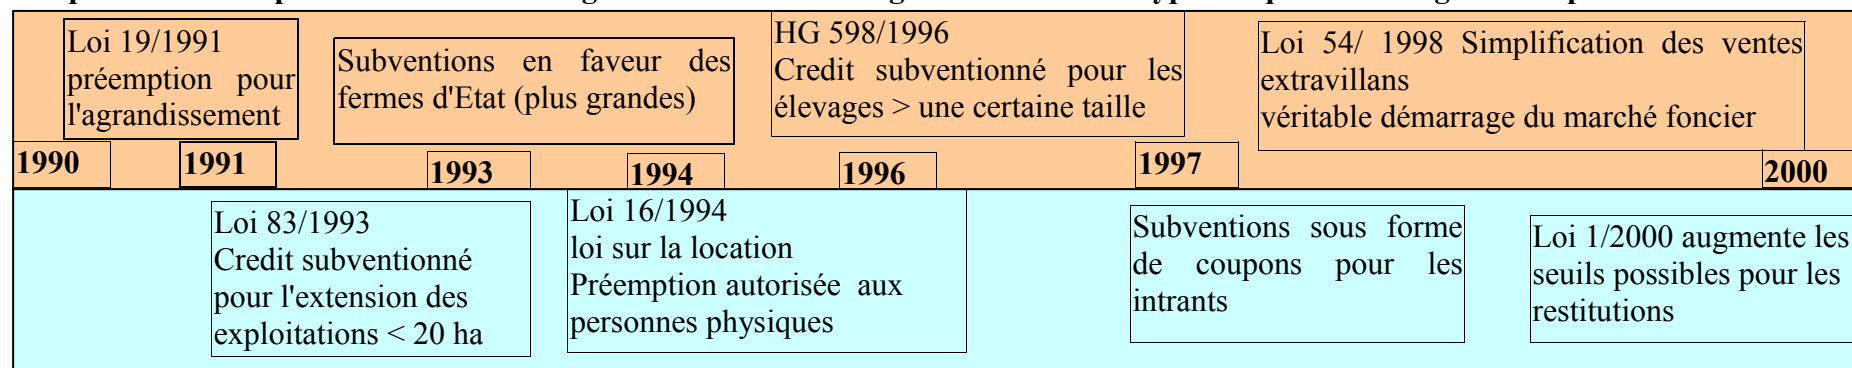 Loi 19/1991
préemption pour
l'agrandissement
Subventions en faveur des
fermes d'Etat (plus grandes)
HG 598/1996
Credit subventionné pour les
élevages > une certaine taille
Loi 54/ 1998 Simplification des ventes
extravillans
véritable démarrage du marché foncier
1990
1991
1993
1994
1996
1997
2000
Loi 83/1993
Credit subventionné
pour l'extension des
exploitations < 20 ha
Loi 16/1994
loi sur la location
Préemption autorisée aux
personnes physiques
Subventions sous forme
de coupons pour les
intrants
Loi 1/2000 augmente les
seuils possibles pour les
restitutions